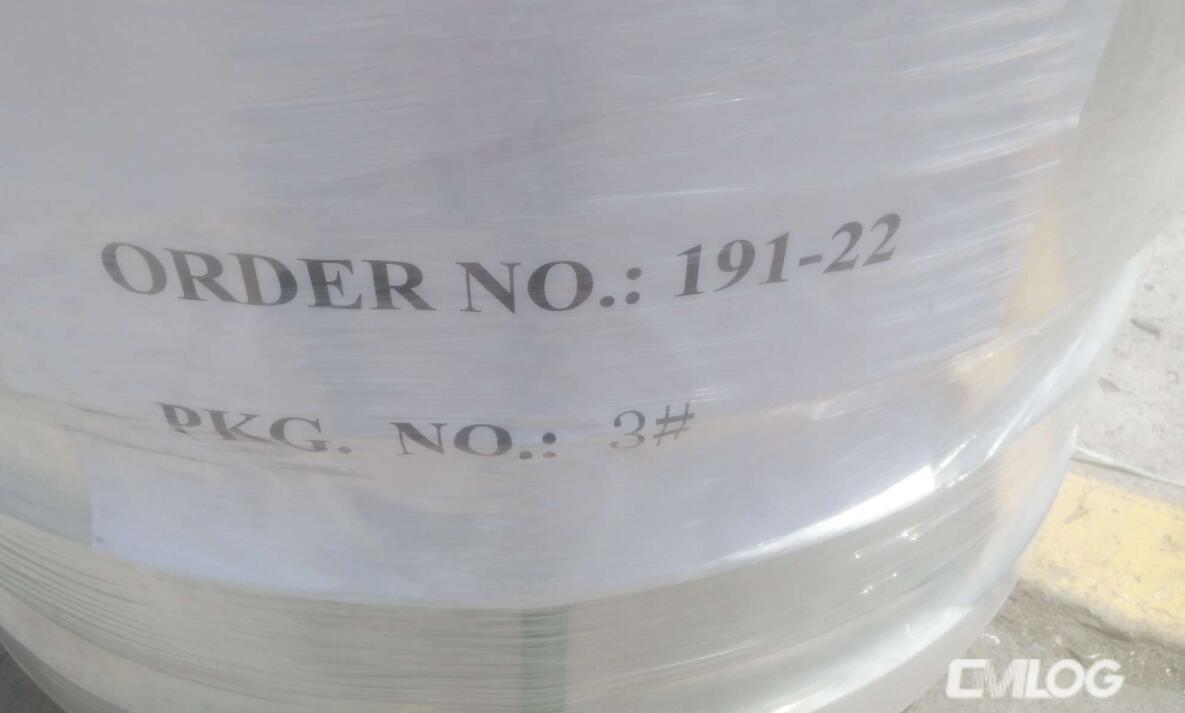 ORDER NO.: 191-22
PKG. NO.: 3#
CMLOG